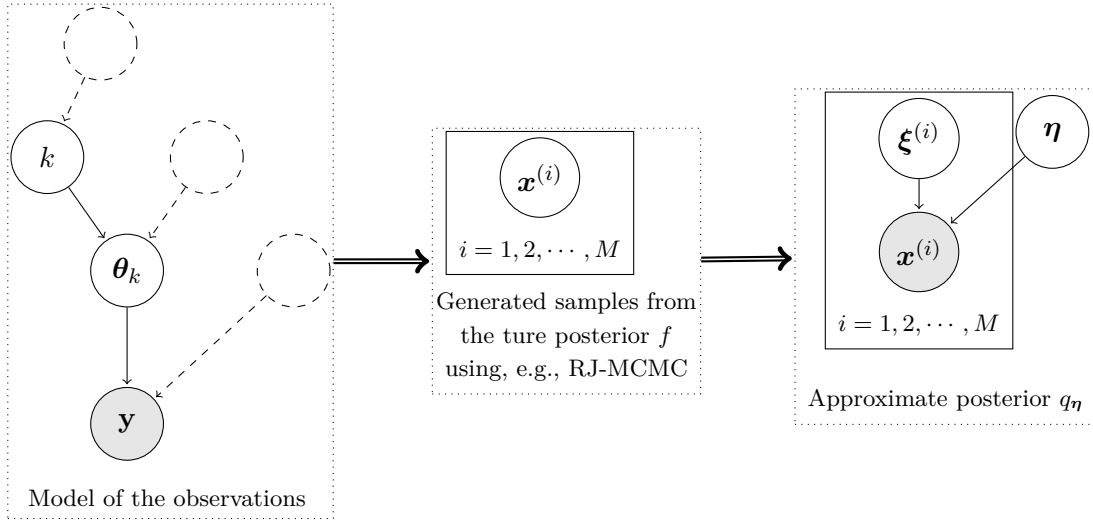 k
θₖ
y
Model of the observations
x⁽ⁱ⁾
i = 1, 2, ⋯ , M
Generated samples from
the ture posterior f
using, e.g., RJ-MCMC
ξ⁽ⁱ⁾
η
x⁽ⁱ⁾
i = 1, 2, ⋯ , M
Approximate posterior q_η